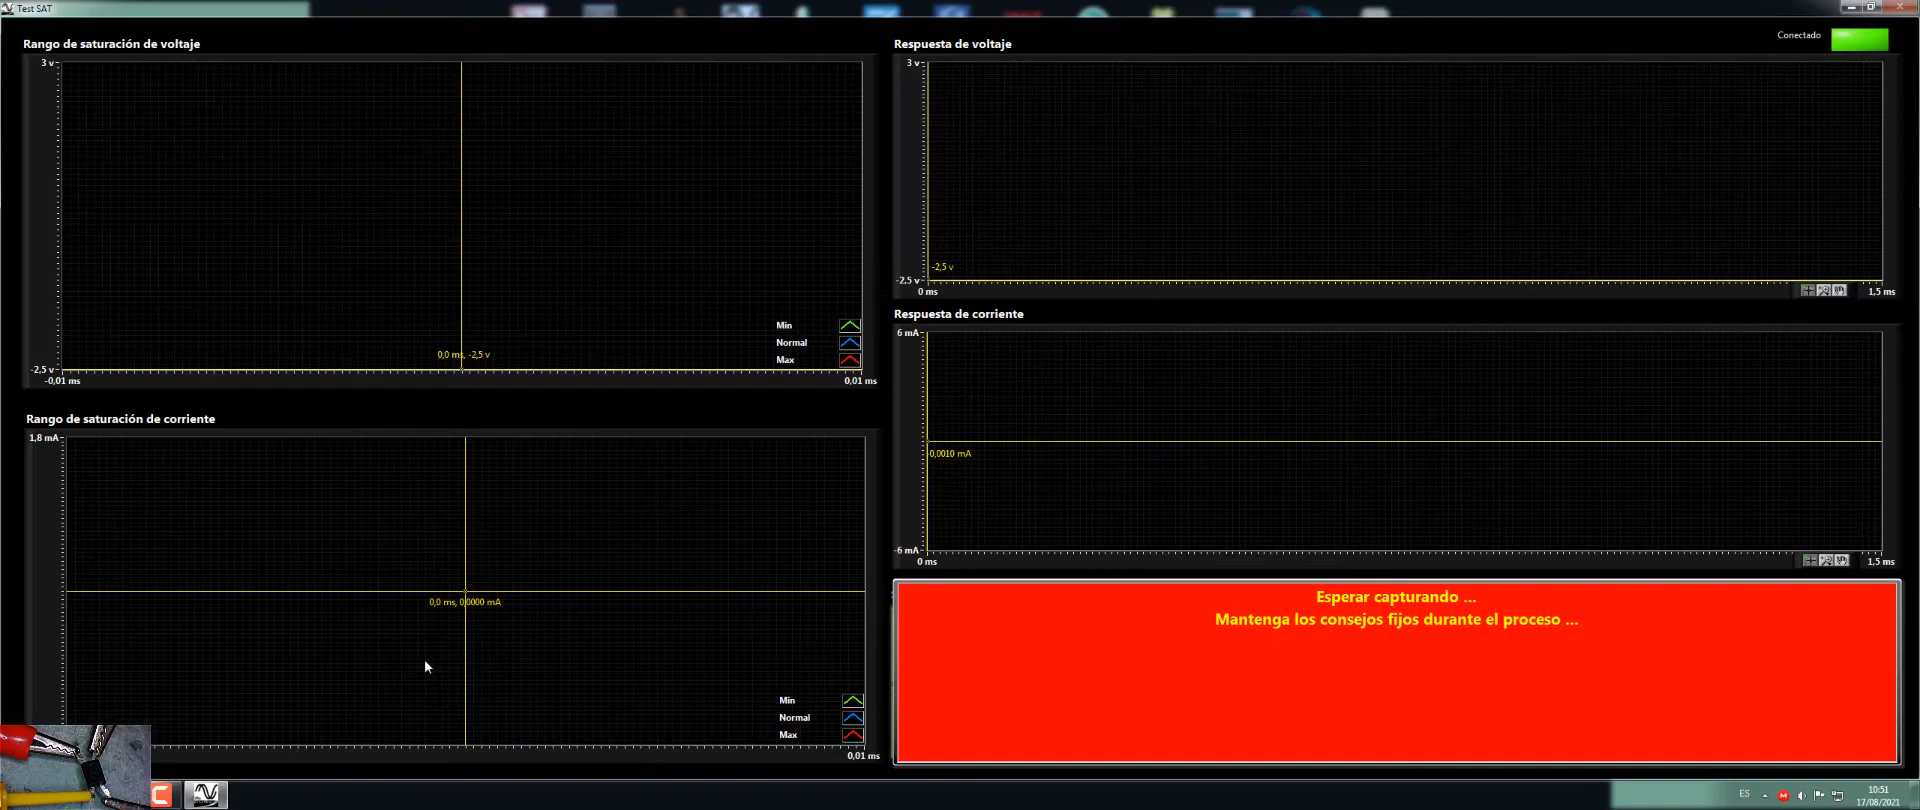 Test SAT
Rango de saturación de voltaje
3 v
0,0 ms, -2,5 v
Min
Normal
Max
-2,5 v
-0,01 ms
0,01 ms
Rango de saturación de corriente
1,8 mA
0,0 ms, 0,0000 mA
Min
Normal
Max
0,01 ms
Respuesta de voltaje
Conectado
3 v
-2,5 v
-2,5 v
0 ms
1,5 ms
Respuesta de corriente
6 mA
-0,0010 mA
-6 mA
0 ms
1,5 ms
Esperar capturando ...
Mantenga los consejos fijos durante el proceso ...
ES
10:51
17/08/2021